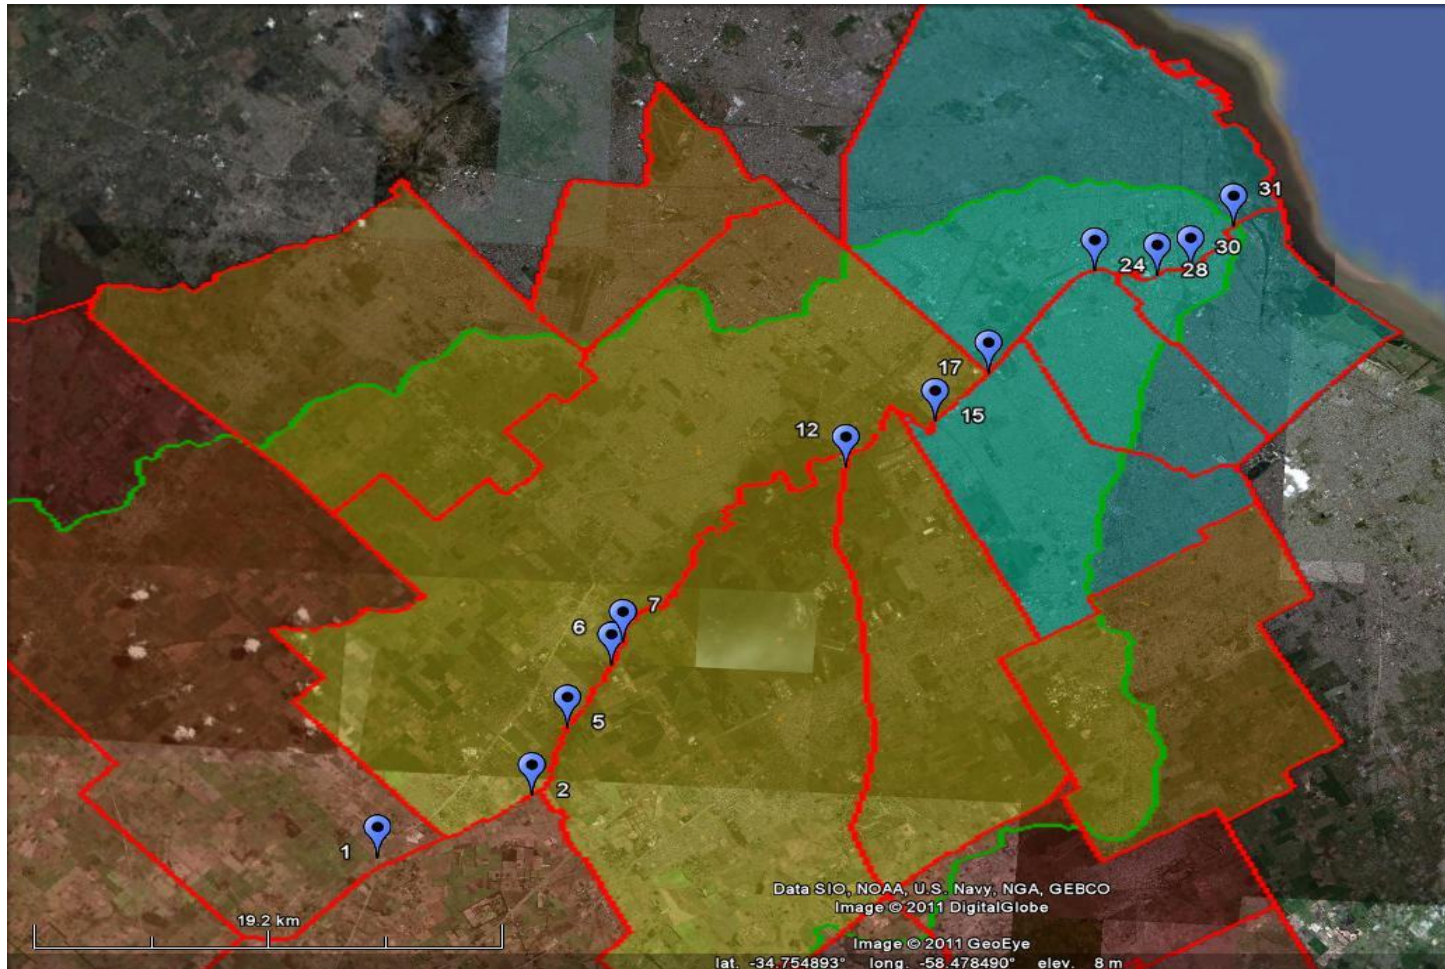 31
30
24
28
17
15
12
7
6
5
2
1
Data SIO, NOAA, U.S. Navy, NGA, GEBCO
Image © 2011 DigitalGlobe
19.2 km
Image © 2011 GeoEye
lat. -34.754893° long. -58.478490° elev. 8 m